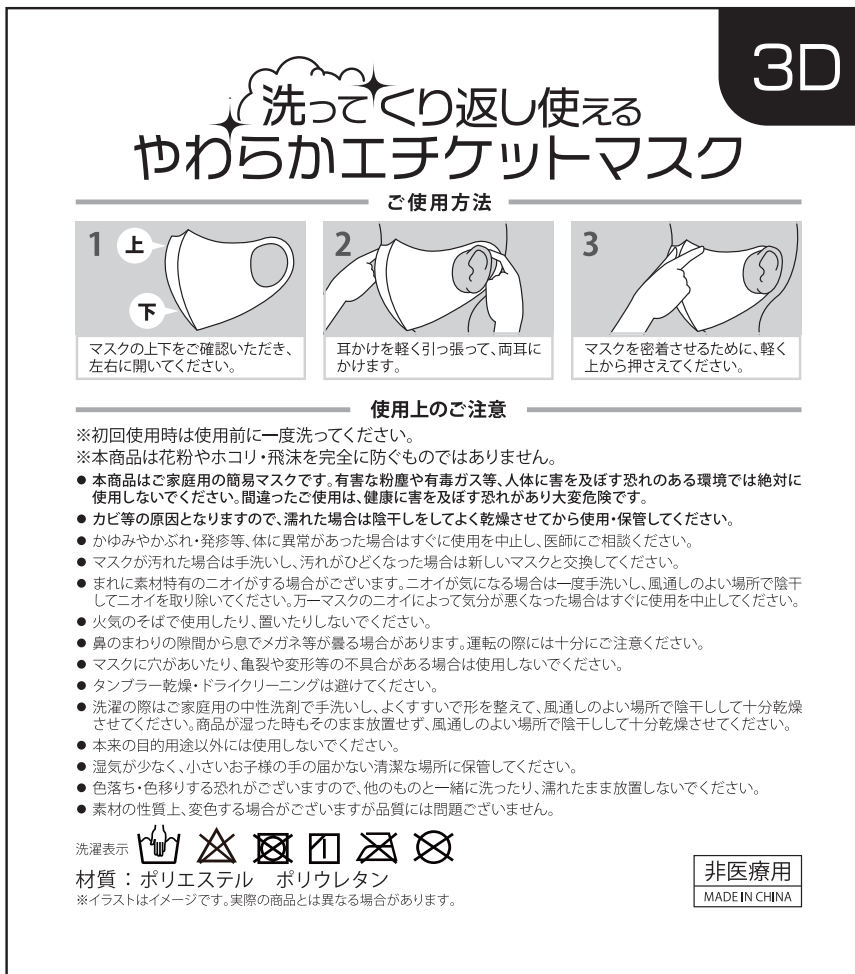 3D
洗ってくり返し使える
やわらかエチケットマスク
ご使用方法
1
上
下
マスクの上下をご確認いただき、
左右に開いてください。
2
耳かけを軽く引っ張って、両耳に
かけます。
3
マスクを密着させるために、軽く
上から押さえてください。
使用上のご注意
※初回使用時は使用前に一度洗ってください。
※本商品は花粉やホコリ・飛沫を完全に防ぐものではありません。
● 本商品はご家庭用の簡易マスクです。有害な粉塵や有毒ガス等、人体に害を及ぼす恐れのある環境では絶対に
使用しないでください。間違ったご使用は、健康に害を及ぼす恐れがあり大変危険です。
● カビ等の原因となりますので、濡れた場合は陰干しをしてよく乾燥させてから使用・保管してください。
● かゆみやかぶれ・発疹等、体に異常があった場合はすぐに使用を中止し、医師にご相談ください。
● マスクが汚れた場合は手洗いし、汚れがひどくなった場合は新しいマスクと交換してください。
● まれに素材特有のニオイがする場合がございます。ニオイが気になる場合は一度手洗いし、風通しのよい場所で陰干
してニオイを取り除いてください。万一マスクのニオイによって気分が悪くなった場合はすぐに使用を中止してください。
● 火気のそばで使用したり、置いたりしないでください。
● 鼻のまわりの隙間から息でメガネ等が曇る場合があります。運転の際には十分にご注意ください。
● マスクに穴があいたり、亀裂や変形等の不具合がある場合は使用しないでください。
● タンブラー乾燥・ドライクリーニングは避けてください。
● 洗濯の際はご家庭用の中性洗剤で手洗いし、よくすすいで形を整えて、風通しのよい場所で陰干しして十分乾燥
させてください。商品が湿った時もそのまま放置せず、風通しのよい場所で陰干しして十分乾燥させてください。
● 本来の目的用途以外には使用しないでください。
● 湿気が少なく、小さいお子様の手の届かない清潔な場所に保管してください。
● 色落ち・色移りする恐れがございますので、他のものと一緒に洗ったり、濡れたまま放置しないでください。
● 素材の性質上、変色する場合がございますが品質には問題ございません。
洗濯表示
材質：ポリエステル　ポリウレタン
※イラストはイメージです。実際の商品とは異なる場合があります。
非医療用
MADE IN CHINA